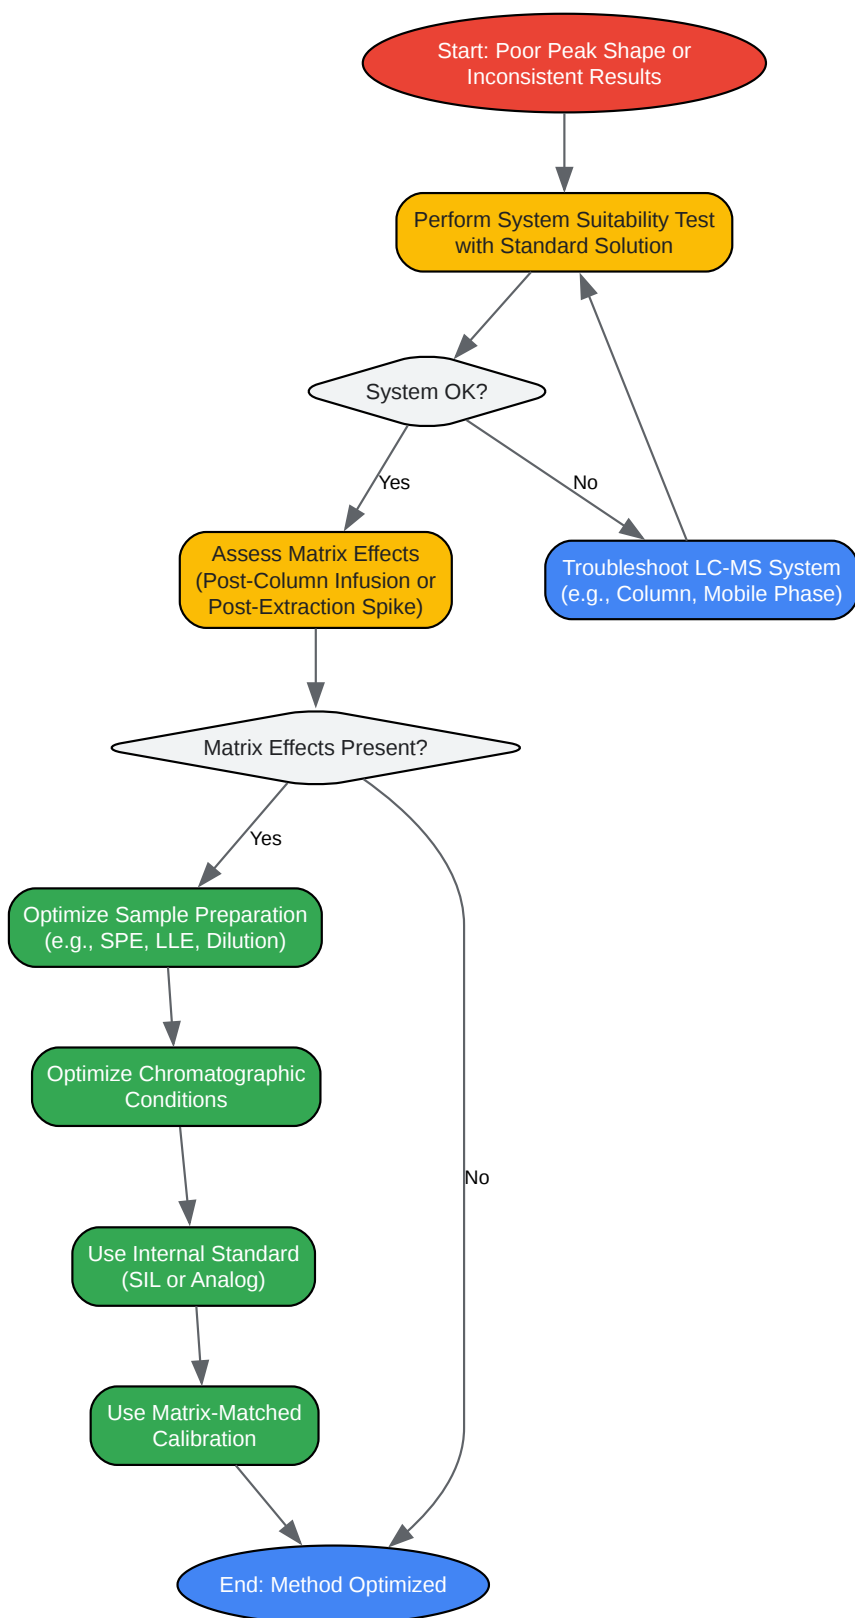 Start: Poor Peak Shape or
Inconsistent Results
Perform System Suitability Test
with Standard Solution
System OK?
Yes
No
Assess Matrix Effects
(Post-Column Infusion or
Post-Extraction Spike)
Troubleshoot LC-MS System
(e.g., Column, Mobile Phase)
Matrix Effects Present?
Yes
Optimize Sample Preparation
(e.g., SPE, LLE, Dilution)
Optimize Chromatographic
Conditions
No
Use Internal Standard
(SIL or Analog)
Use Matrix-Matched
Calibration
End: Method Optimized